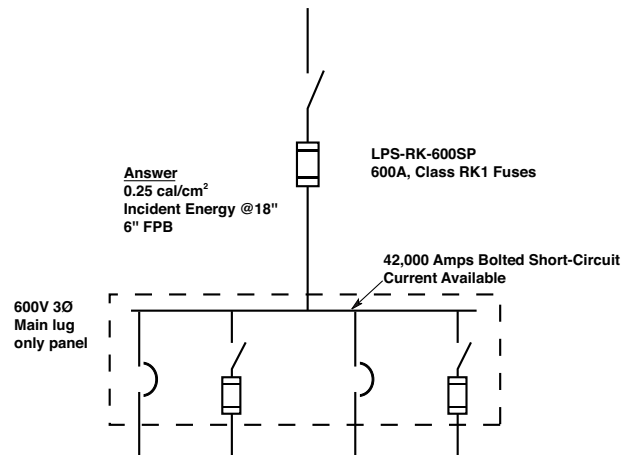 LPS-RK-600SP
600A, Class RK1 Fuses
Answer
0.25 cal/cm²
Incident Energy @18"
6" FPB
42,000 Amps Bolted Short-Circuit
Current Available
600V 3Ø
Main lug
only panel